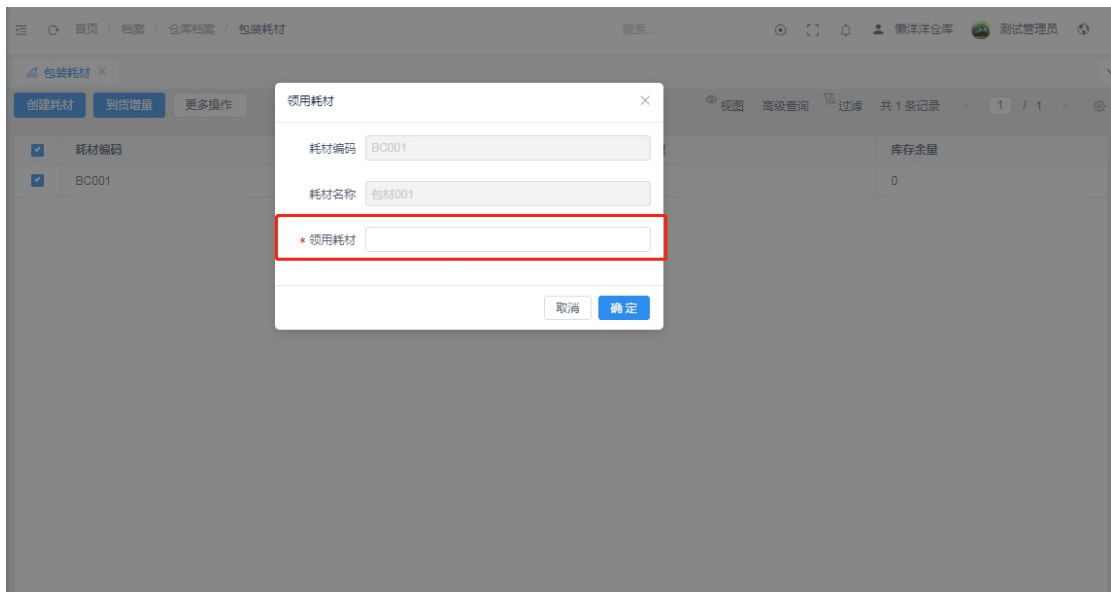 首页 / 档案 / 仓库档案 / 包装耗材 搜索... 懒洋洋仓库 测试管理员
包装耗材 ×
创建耗材 到货增量 更多操作 视图 高级查询 过滤 共 1 条记录 < 1 / 1 >
领用耗材 ×
耗材编码 库存余量
BC001 0
耗材编码 BC001
耗材名称 包材001
* 领用耗材
取消 确定